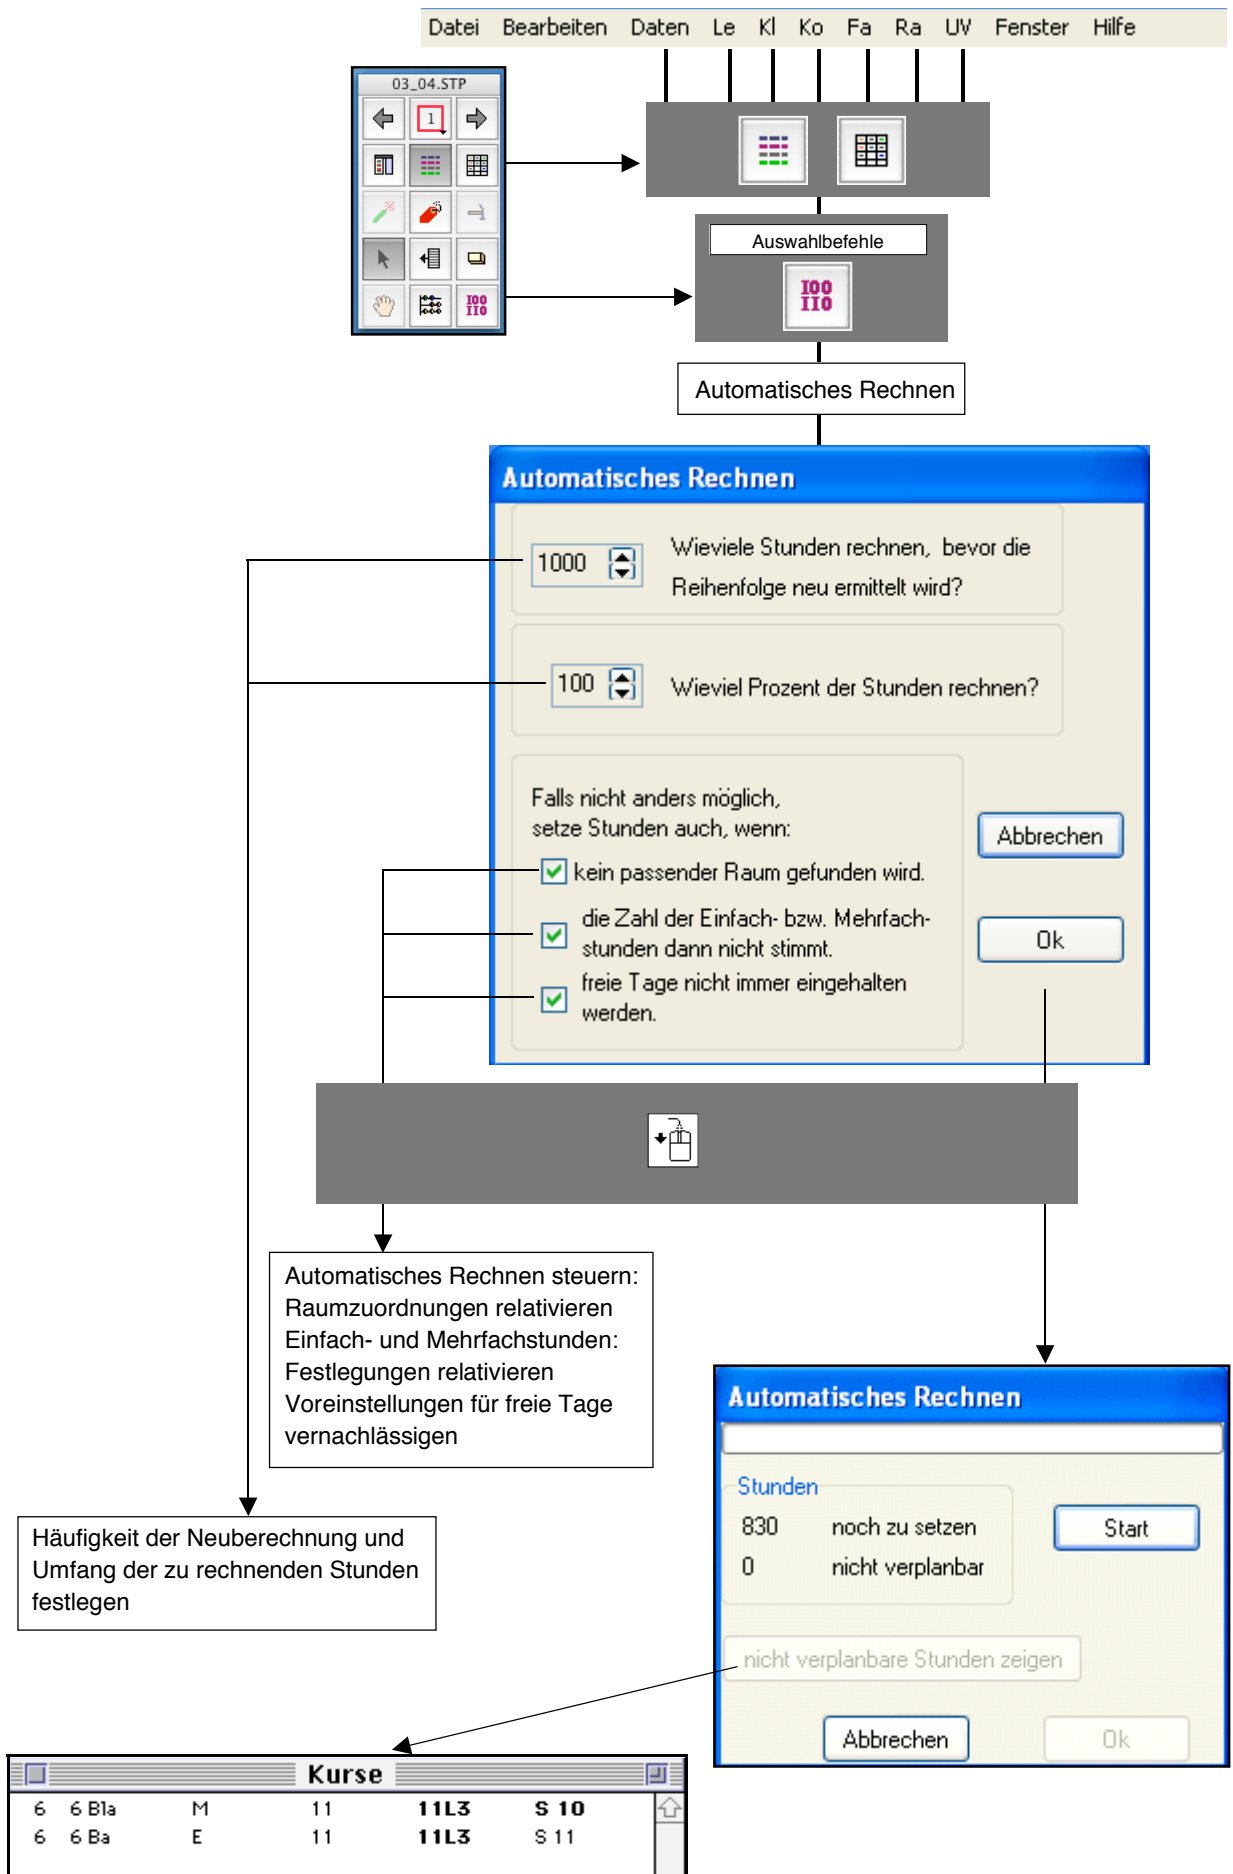 Datei Bearbeiten Daten Le Kl Ko Fa Ra UV Fenster Hilfe
03_04.STP
1
100
110
Auswahlbefehle
100
110
Automatisches Rechnen
Automatisches Rechnen
1000 Wieviele Stunden rechnen, bevor die
Reihenfolge neu ermittelt wird?
100 Wieviel Prozent der Stunden rechnen?
Falls nicht anders möglich,
setze Stunden auch, wenn:
Abbrechen
kein passender Raum gefunden wird.
die Zahl der Einfach- bzw. Mehrfach-
stunden dann nicht stimmt.
Ok
freie Tage nicht immer eingehalten
werden.
Automatisches Rechnen steuern:
Raumzuordnungen relativieren
Einfach- und Mehrfachstunden:
Festlegungen relativieren
Voreinstellungen für freie Tage
vernachlässigen
Häufigkeit der Neuberechnung und
Umfang der zu rechnenden Stunden
festlegen
Automatisches Rechnen
Stunden
830 noch zu setzen
Start
0 nicht verplanbar
nicht verplanbare Stunden zeigen
Abbrechen Ok
Kurse
6 6 Bla M 11 11L3 S 10
6 6 Ba E 11 11L3 S 11